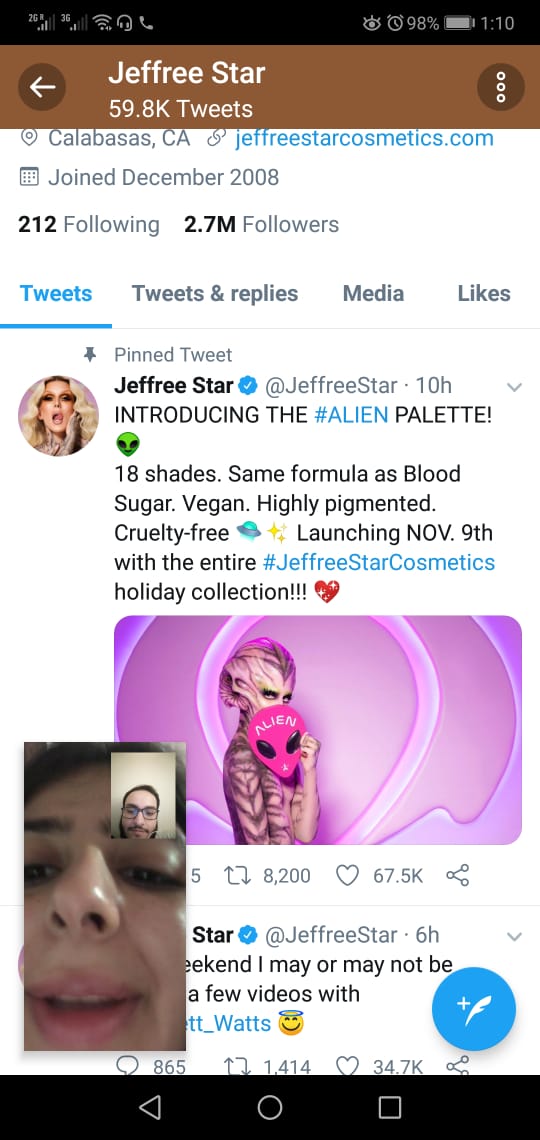 2G R 3G 98% 1:10
Jeffree Star
59.8K Tweets
Calabasas, CA jeffreestarcosmetics.com
Joined December 2008
212 Following 2.7M Followers
Tweets Tweets & replies Media Likes
Pinned Tweet
Jeffree Star @JeffreeStar · 10h
INTRODUCING THE #ALIEN PALETTE!
👽
18 shades. Same formula as Blood
Sugar. Vegan. Highly pigmented.
Cruelty-free 🛸✨ Launching NOV. 9th
with the entire #JeffreeStarCosmetics
holiday collection!!! 💖
ALIEN
5 8,200 67.5K
Star @JeffreeStar · 6h
eekend I may or may not be
a few videos with
tt_Watts 😇
865 1,414 34.7K